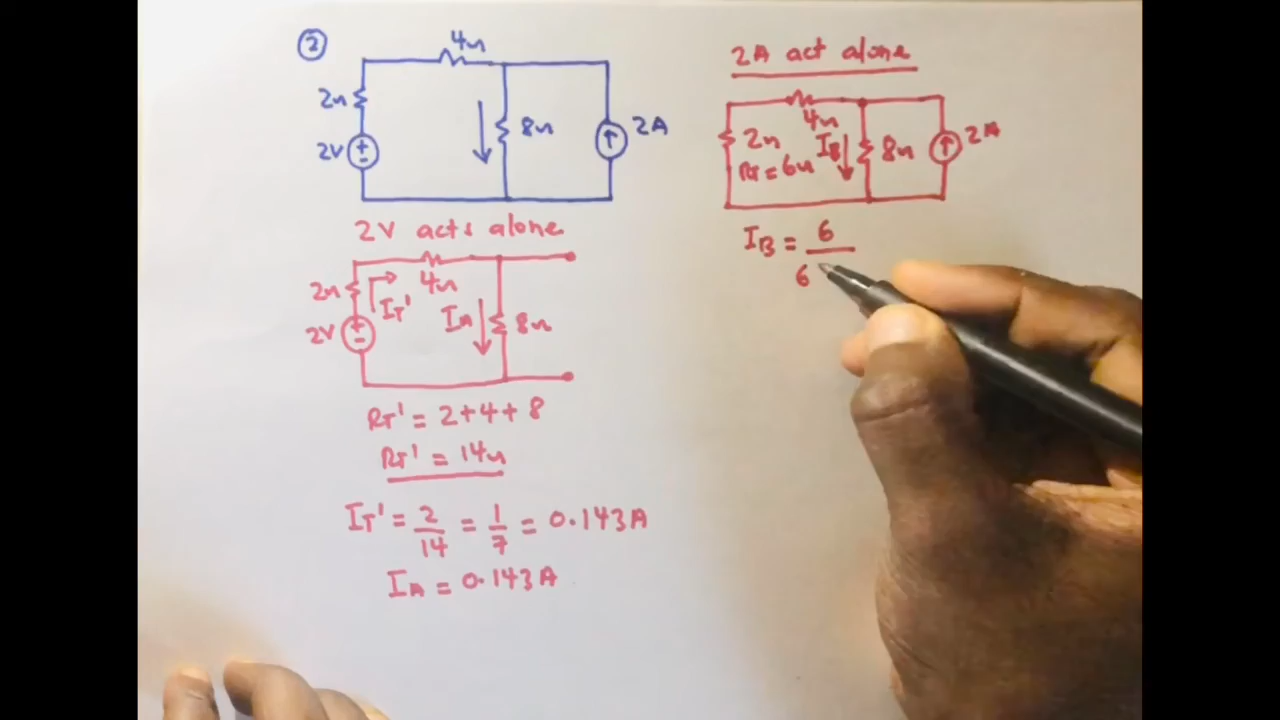 ②
4Ω
2Ω
2V
8Ω
2A
2V acts alone
2Ω
4Ω
IT'
2V
IA
8Ω
RT' = 2+4+8
RT' = 14Ω
IT' = 2/14 = 1/7 = 0.143A
IA = 0.143A
2A act alone
4Ω
2Ω
IB
8Ω
2A
RT = 6Ω
IB = 6/6